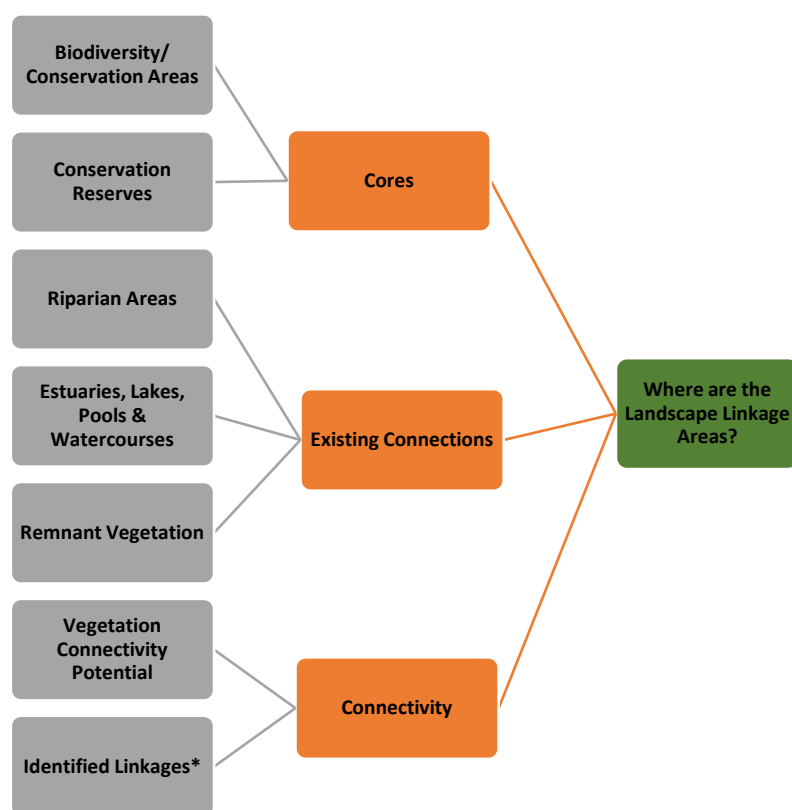 Biodiversity/
Conservation Areas
Conservation
Reserves
Riparian Areas
Estuaries, Lakes,
Pools &
Watercourses
Remnant Vegetation
Vegetation
Connectivity
Potential
Identified Linkages*
Cores
Existing Connections
Connectivity
Where are the
Landscape Linkage
Areas?